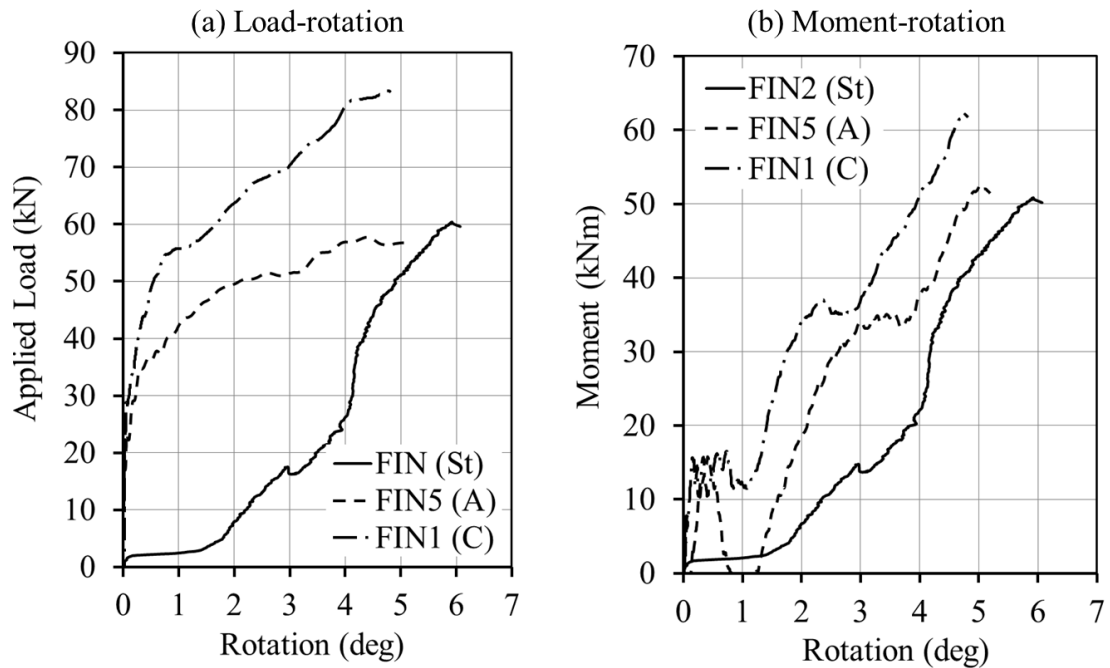 (a) Load-rotation
90
80
70
60
50
40
30
20
10
0
Applied Load (kN)
FIN (St)
FIN5 (A)
FIN1 (C)
0 1 2 3 4 5 6 7
Rotation (deg)
(b) Moment-rotation
70
60
50
40
30
20
10
0
Moment (kNm)
FIN2 (St)
FIN5 (A)
FIN1 (C)
0 1 2 3 4 5 6 7
Rotation (deg)